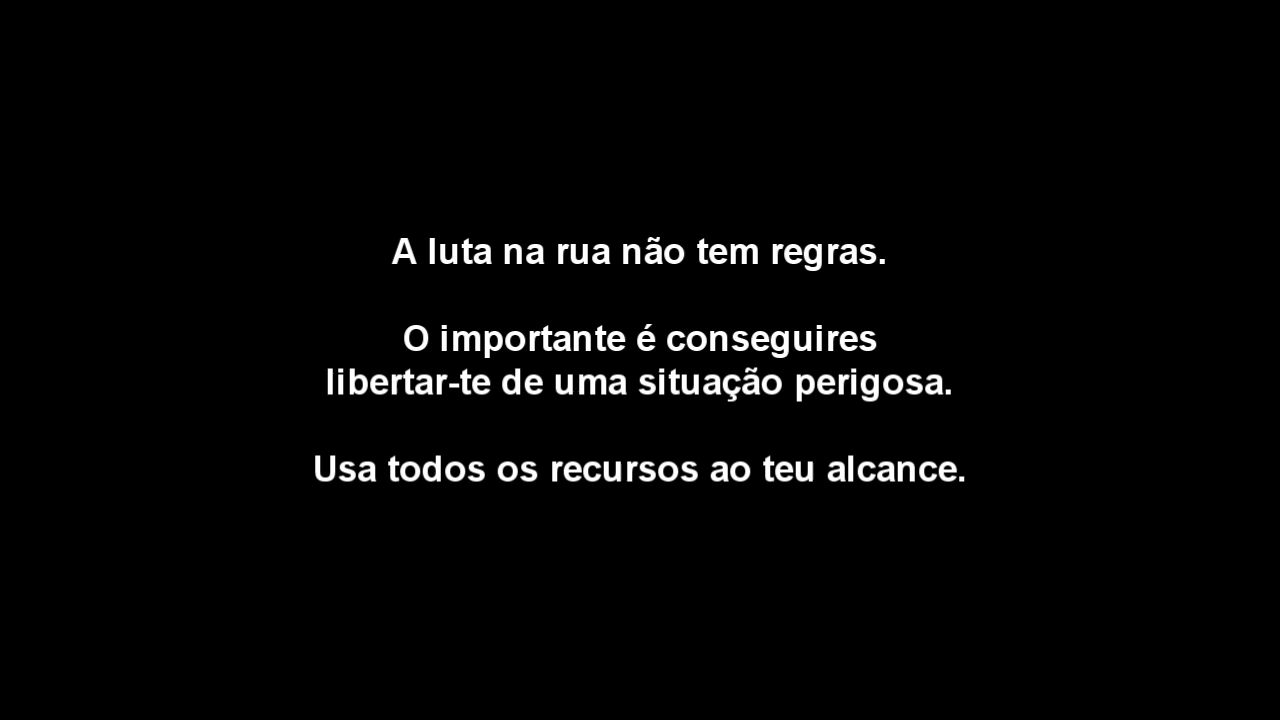 A luta na rua não tem regras.
O importante é conseguires
libertar-te de uma situação perigosa.
Usa todos os recursos ao teu alcance.